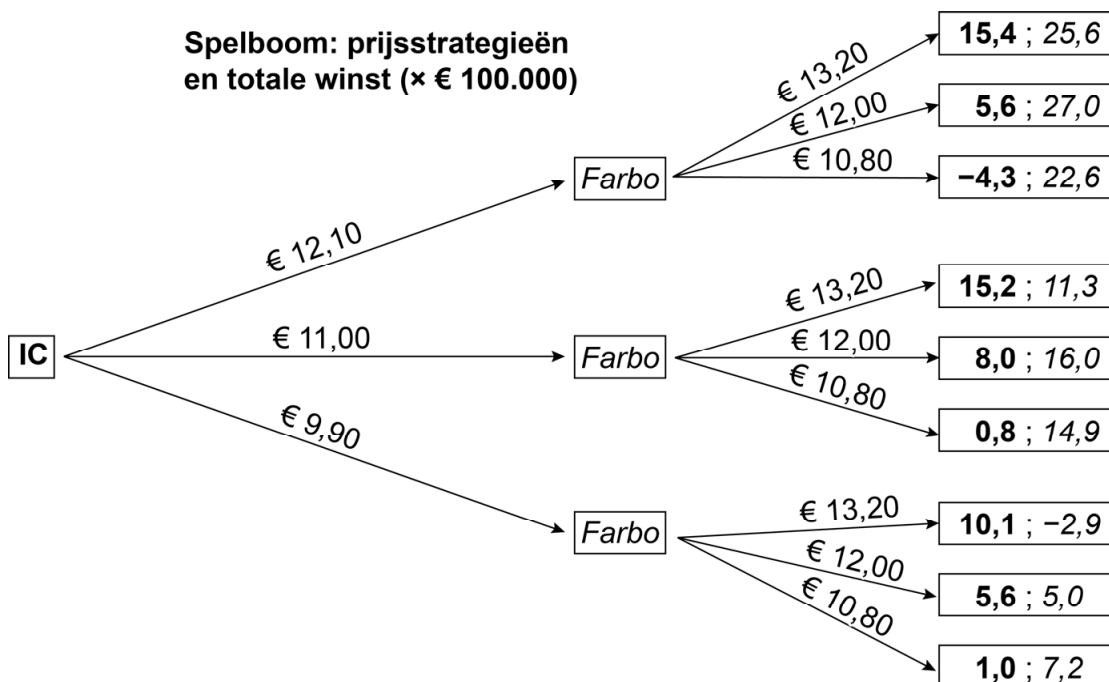 Spelboom: prijsstrategieën
en totale winst (× € 100.000)
€ 13,20
15,4 ; 25,6
€ 12,00
5,6 ; 27,0
€ 10,80
−4,3 ; 22,6
Farbo
€ 12,10
€ 13,20
15,2 ; 11,3
IC
€ 11,00
Farbo
€ 12,00
8,0 ; 16,0
€ 10,80
0,8 ; 14,9
€ 9,90
Farbo
€ 13,20
10,1 ; −2,9
€ 12,00
5,6 ; 5,0
€ 10,80
1,0 ; 7,2